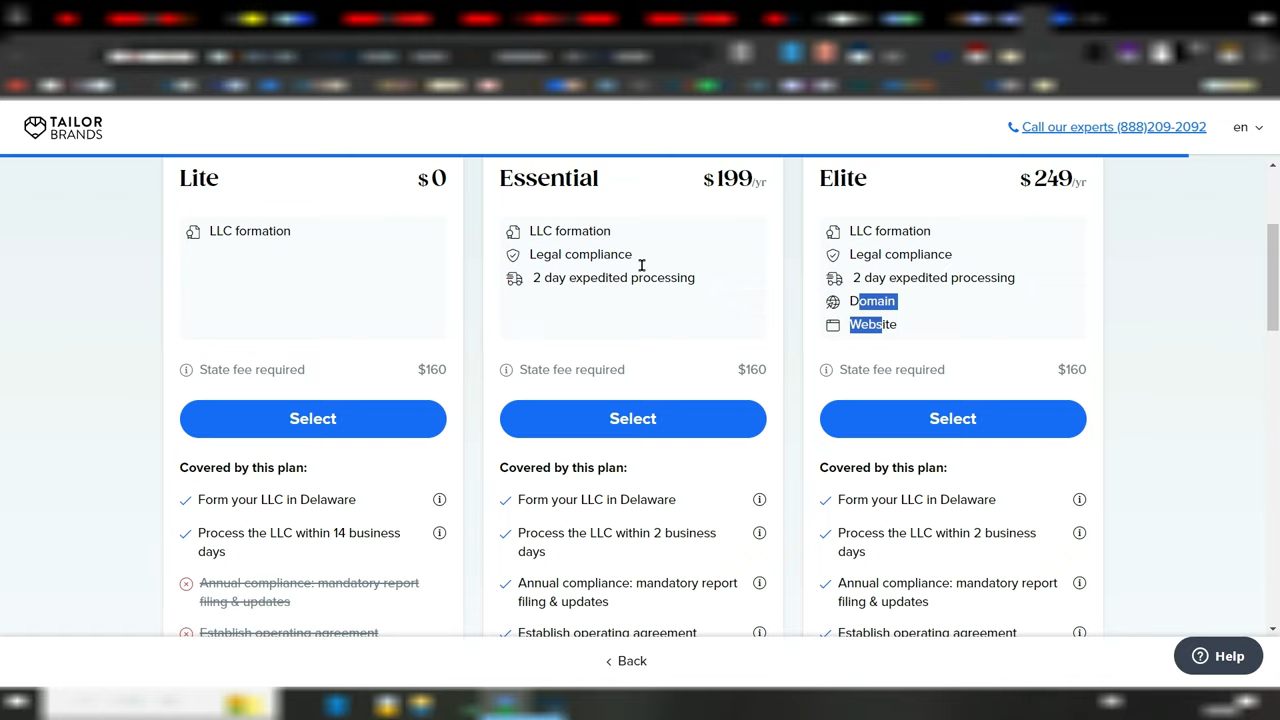 TAILOR
BRANDS
Call our experts (888)209-2092
en
Lite
$0
LLC formation
State fee required
$160
Select
Covered by this plan:
Form your LLC in Delaware
Process the LLC within 14 business
days
Annual compliance: mandatory report
filing & updates
Establish operating agreement
Essential
$199/yr
LLC formation
Legal compliance
2 day expedited processing
State fee required
$160
Select
Covered by this plan:
Form your LLC in Delaware
Process the LLC within 2 business
days
Annual compliance: mandatory report
filing & updates
Establish operating agreement
Elite
$249/yr
LLC formation
Legal compliance
2 day expedited processing
Domain
Website
State fee required
$160
Select
Covered by this plan:
Form your LLC in Delaware
Process the LLC within 2 business
days
Annual compliance: mandatory report
filing & updates
Establish operating agreement
Back
Help